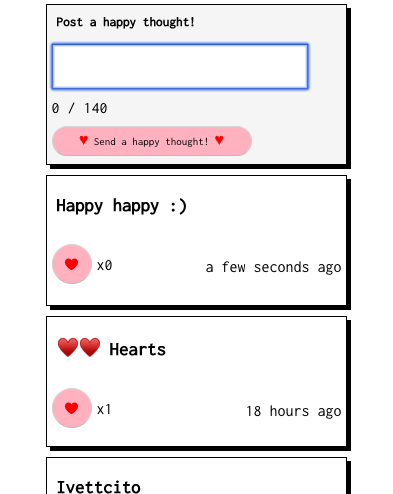 Post a happy thought!
0 / 140
♥ Send a happy thought! ♥
Happy happy :)
x0 a few seconds ago
♥♥ Hearts
x1 18 hours ago
Ivettcito